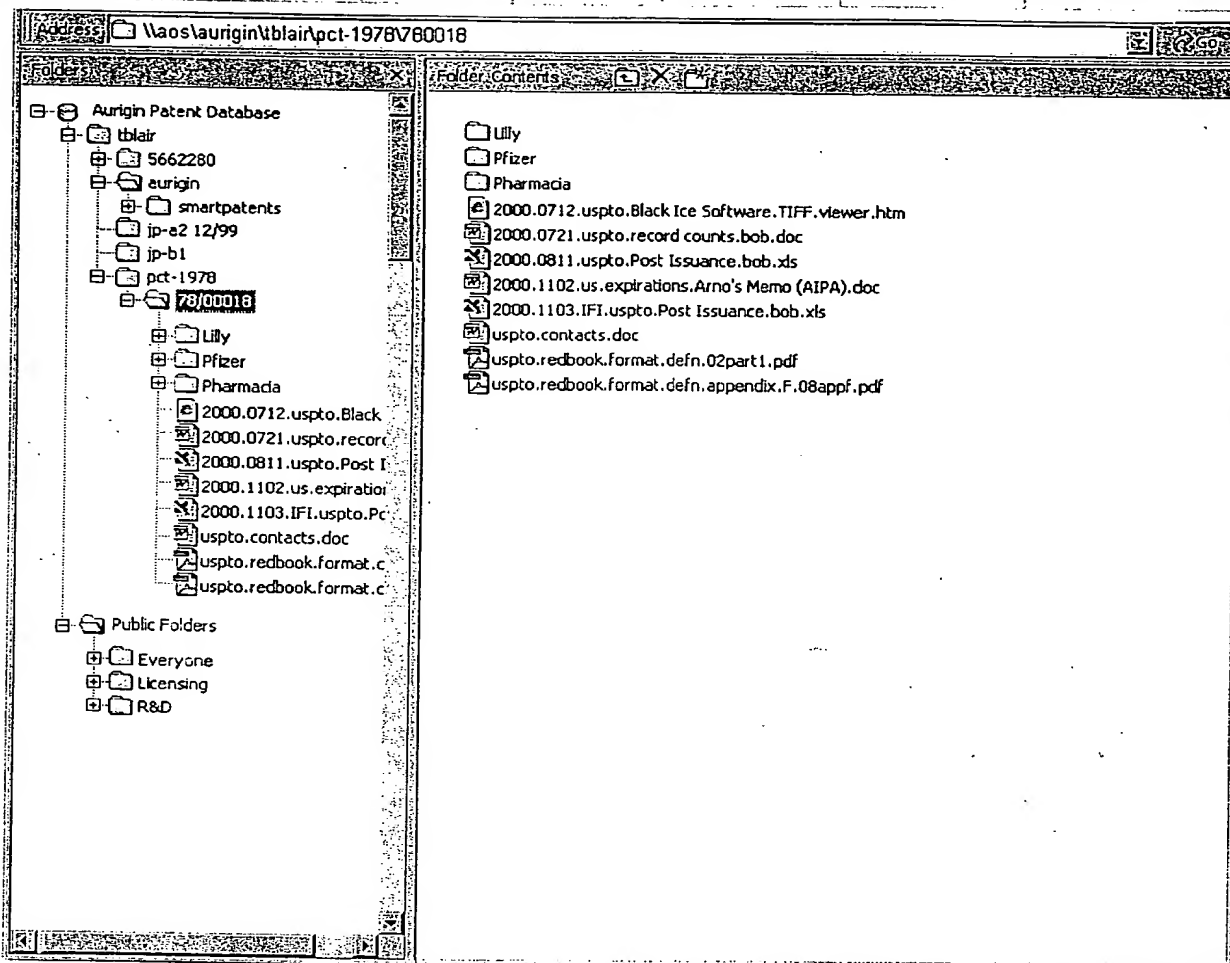 Address \\aos\aurigin\tblair\pct-1978\780018 Go
Folder
Aurigin Patent Database
tblair
5662280
aurigin
smartpatents
jp-a2 12/99
jp-b1
pct-1978
78/00018
Lilly
Pfizer
Pharmacia
2000.0712.uspto.Black
2000.0721.uspto.recor
2000.0811.uspto.Post I
2000.1102.us.expiration
2000.1103.IFI.uspto.Po
uspto.contacts.doc
uspto.redbook.format.c
uspto.redbook.format.c
Public Folders
Everyone
Licensing
R&D
Folder Contents
Lilly
Pfizer
Pharmacia
2000.0712.uspto.Black Ice Software.TIFF.viewer.htm
2000.0721.uspto.record counts.bob.doc
2000.0811.uspto.Post Issuance.bob.xls
2000.1102.us.expirations.Arno's Memo (AIPA).doc
2000.1103.IFI.uspto.Post Issuance.bob.xls
uspto.contacts.doc
uspto.redbook.format.defn.02part1.pdf
uspto.redbook.format.defn.appendix.F.08appf.pdf